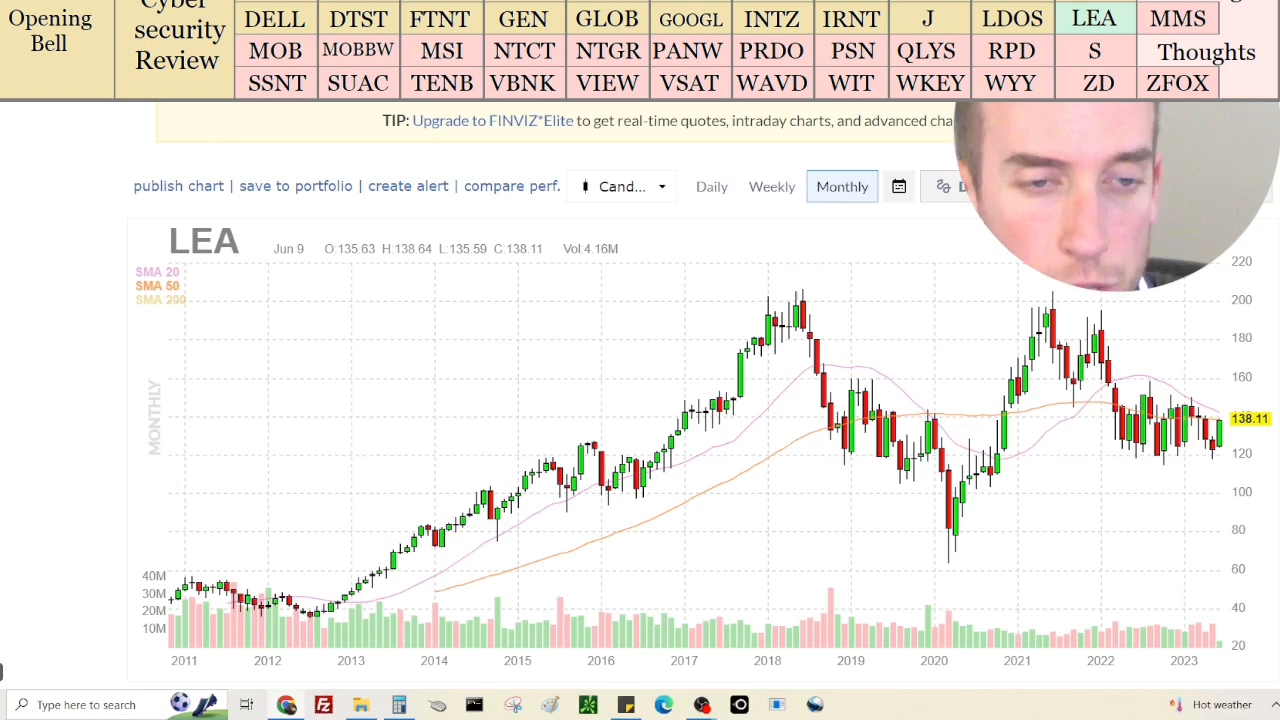 Opening
Bell
Cyber
security
Review
DELL DTST FTNT GEN GLOB GOOGL INTZ IRNT J LDOS LEA MMS
MOB MOBBW MSI NTCT NTGR PANW PRDO PSN QLYS RPD S Thoughts
SSNT SUAC TENB VBNK VIEW VSAT WAVD WIT WKEY WYY ZD ZFOX
TIP: Upgrade to FINVIZ*Elite to get real-time quotes, intraday charts, and advanced cha
publish chart | save to portfolio | create alert | compare perf. Cand... Daily Weekly Monthly
LEA Jun 9 O:135.63 H:138.64 L:135.59 C:138.11 Vol:4.16M
SMA 20
SMA 50
SMA 200
MONTHLY
220
200
180
160
138.11
120
100
80
60
40
20
40M
30M
20M
10M
2011 2012 2013 2014 2015 2016 2017 2018 2019 2020 2021 2022 2023
Type here to search Hot weather